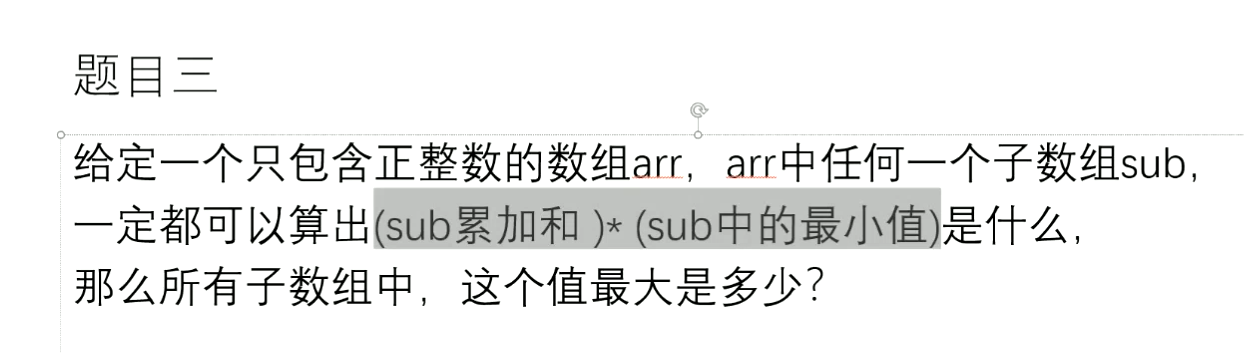 题目三
给定一个只包含正整数的数组arr，arr中任何一个子数组sub，
一定都可以算出(sub累加和 )* (sub中的最小值)是什么，
那么所有子数组中，这个值最大是多少？